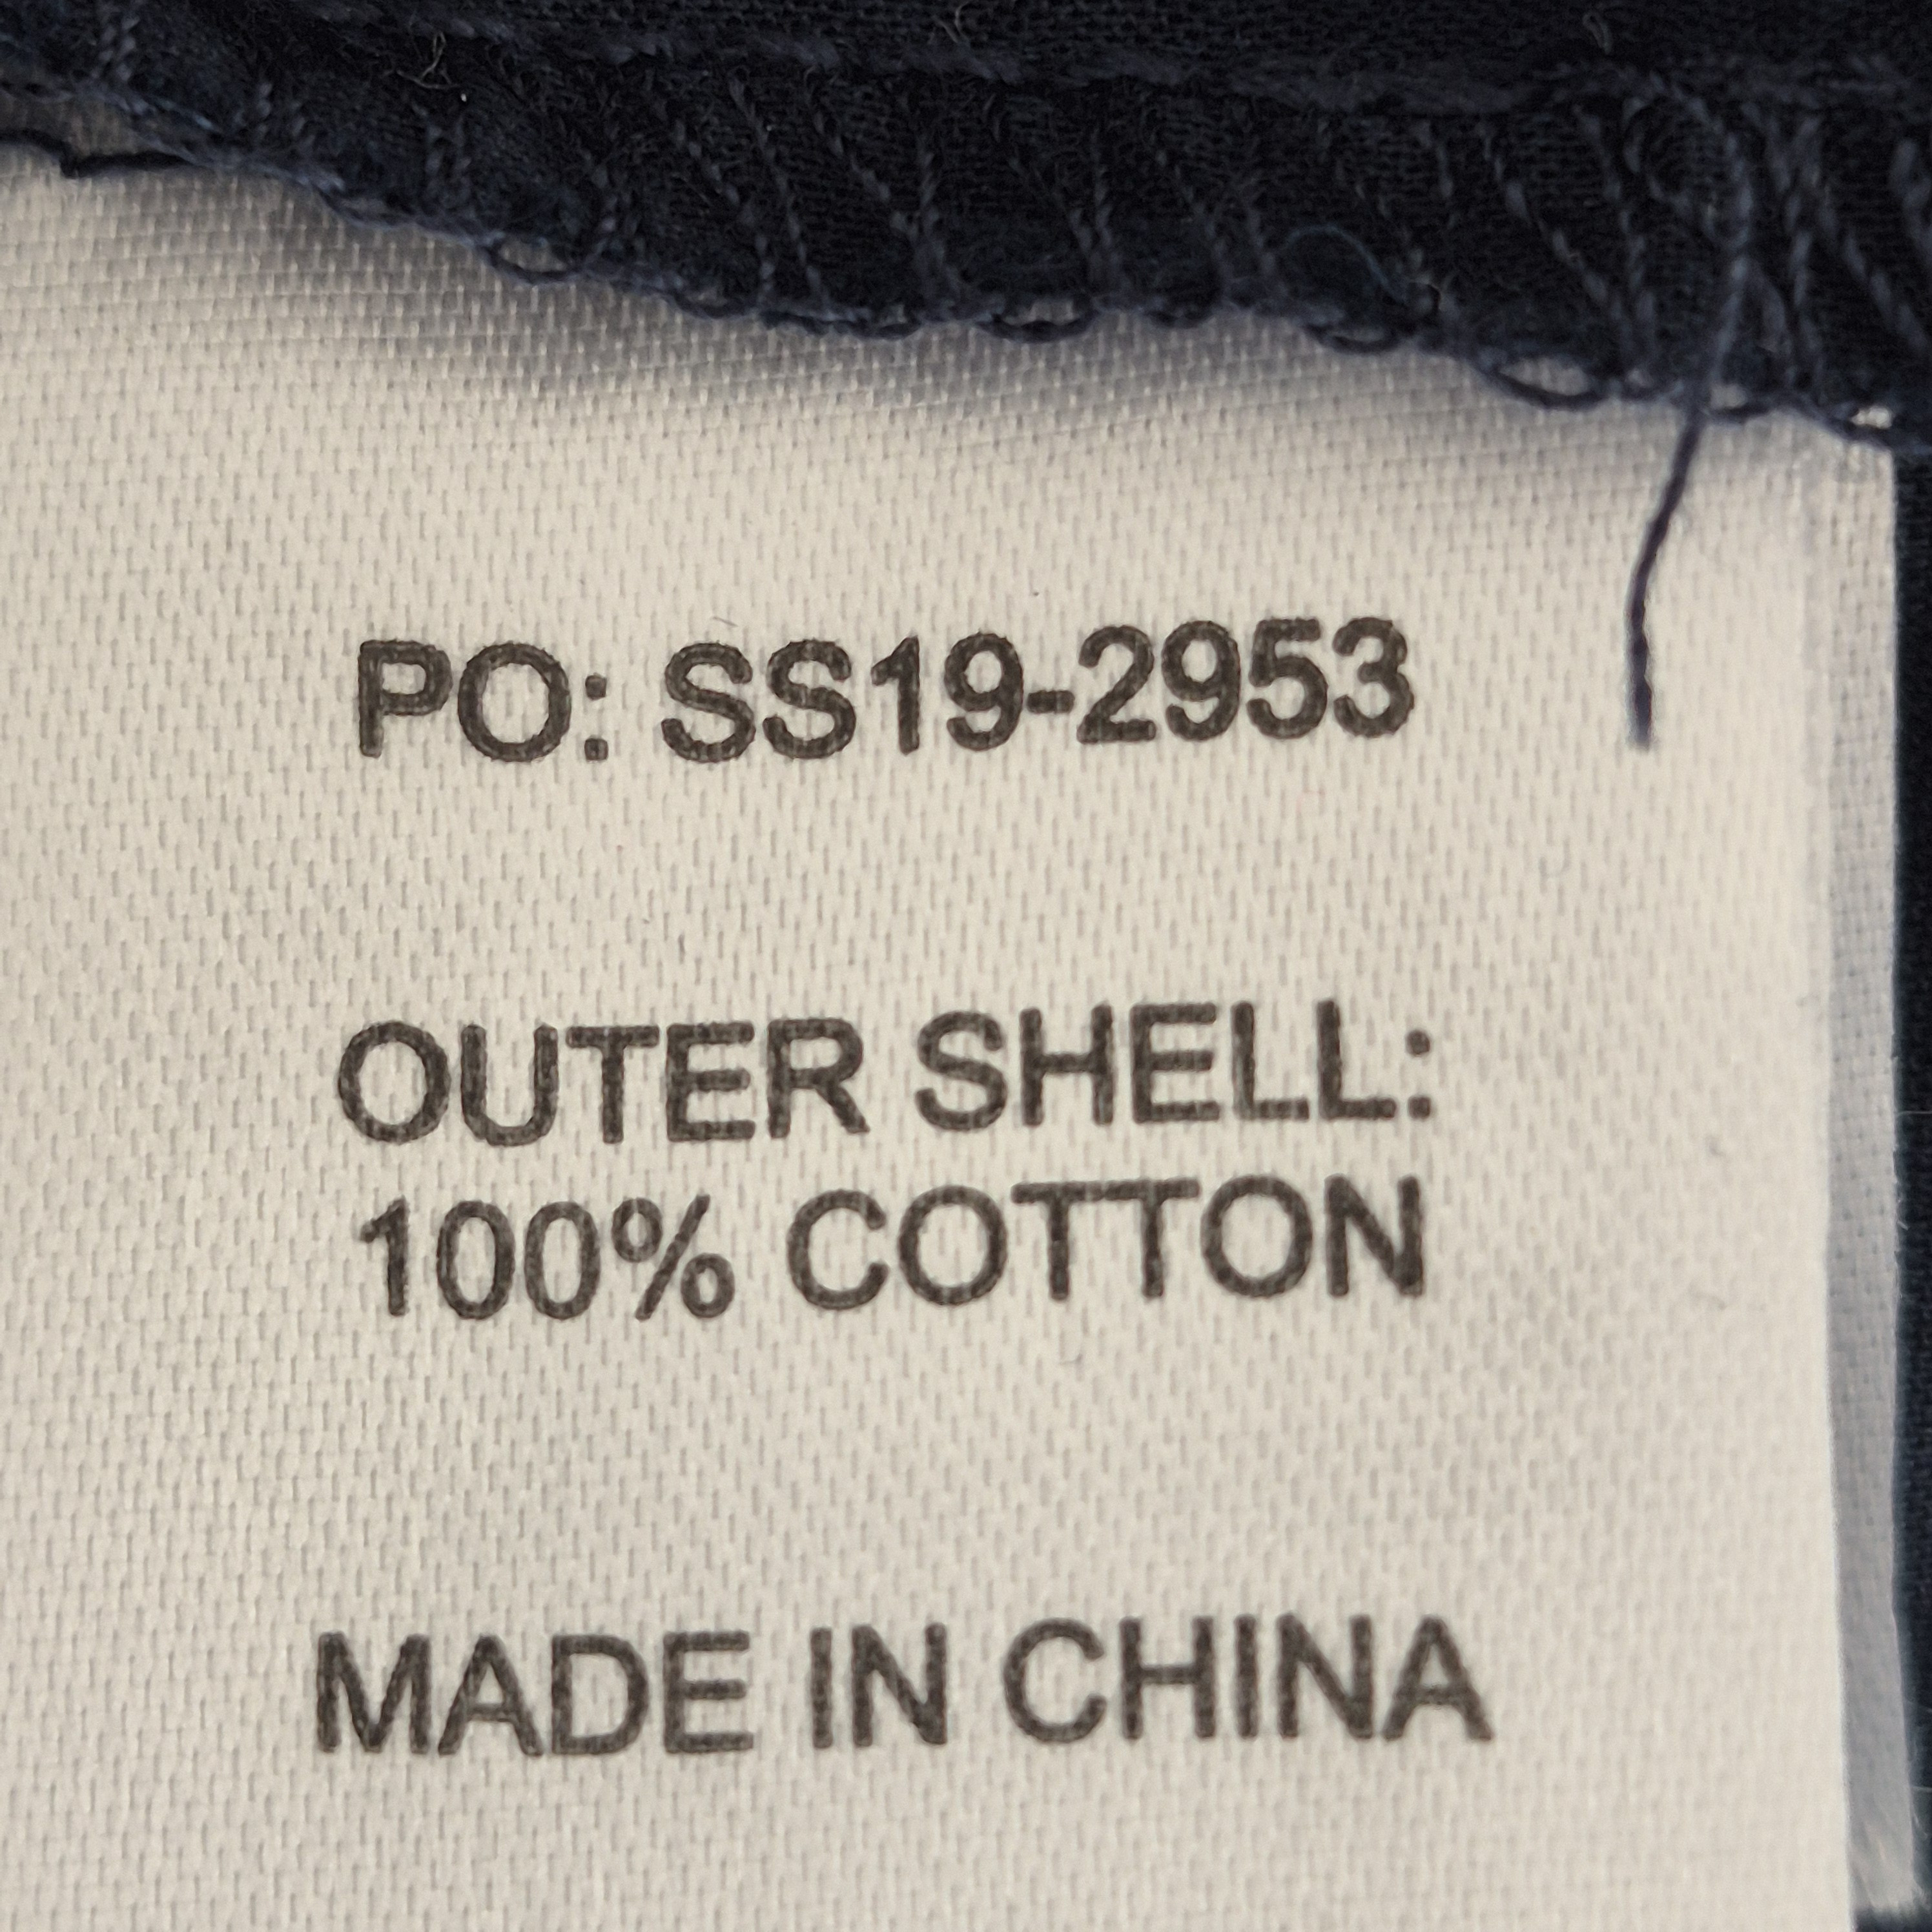 PO: SS19-2953
OUTER SHELL:
100% COTTON
MADE IN CHINA